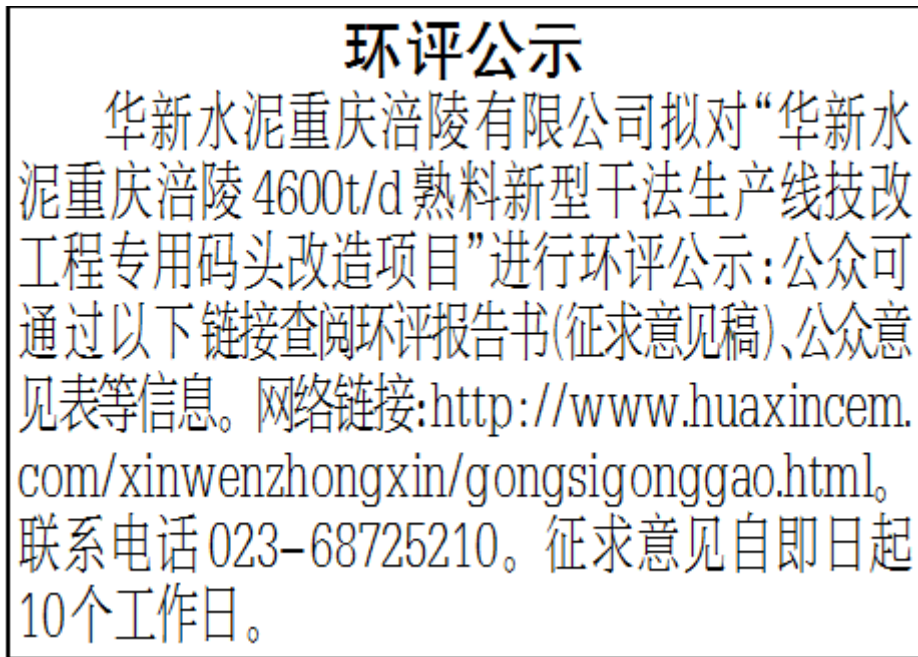 环评公示
华新水泥重庆涪陵有限公司拟对“华新水
泥重庆涪陵4600t/d熟料新型干法生产线技改
工程专用码头改造项目”进行环评公示:公众可
通过以下链接查阅环评报告书(征求意见稿)、公众意
见表等信息。网络链接:http://www.huaxincem.
com/xinwenzhongxin/gongsigonggao.html。
联系电话023-68725210。征求意见自即日起
10个工作日。